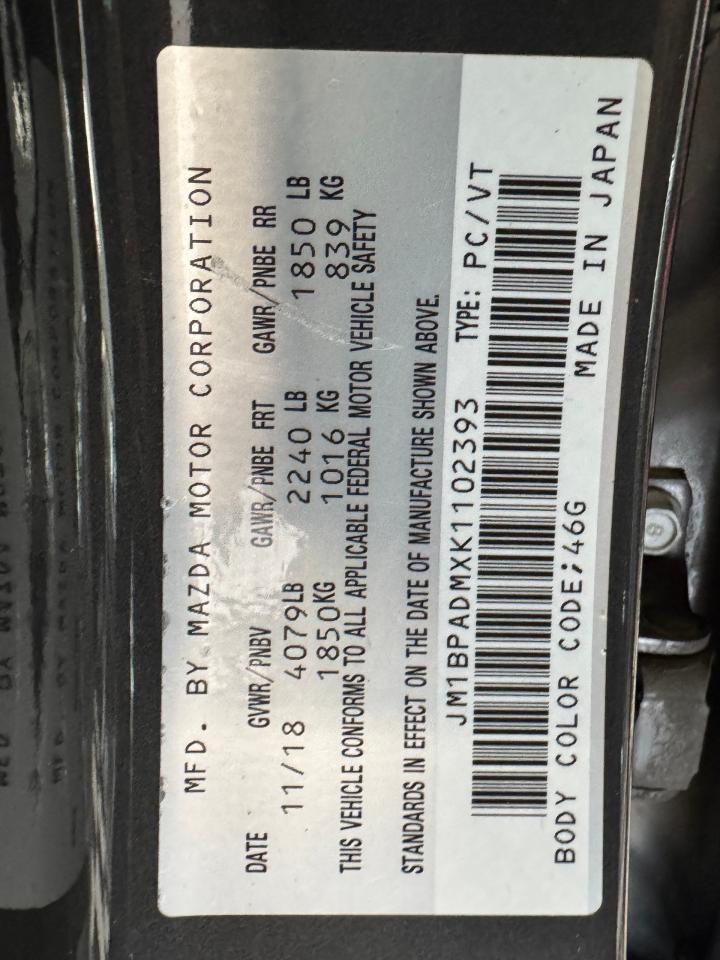 MFD. BY MAZDA MOTOR CORPORATION
DATE GVWR/PNBV GAWR/PNBE FRT GAWR/PNBE RR
11/18 4079LB 2240 LB 1850 LB
1850KG 1016 KG 839 KG
THIS VEHICLE CONFORMS TO ALL APPLICABLE FEDERAL MOTOR VEHICLE SAFETY
STANDARDS IN EFFECT ON THE DATE OF MANUFACTURE SHOWN ABOVE.
JM1BPADMXK1102393 TYPE: PC/VT
BODY COLOR CODE;46G MADE IN JAPAN
8